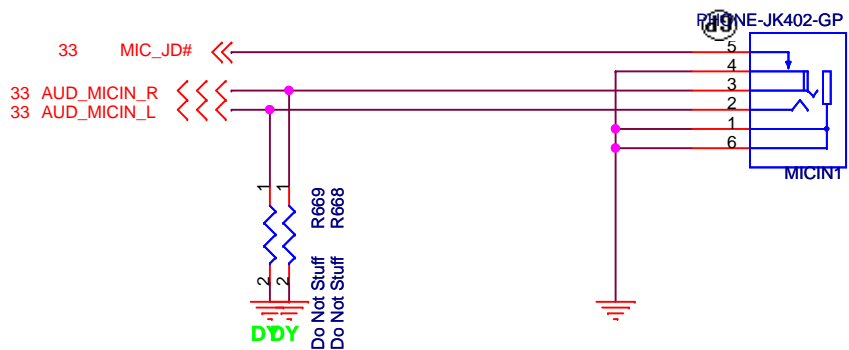 PHONE-JK402-GP
33 MIC_JD#
33 AUD_MICIN_R
33 AUD_MICIN_L
5
4
3
2
1
6
MICIN1
1
1
2
2
R669
R668
Do Not Stuff
Do Not Stuff
DY
DY